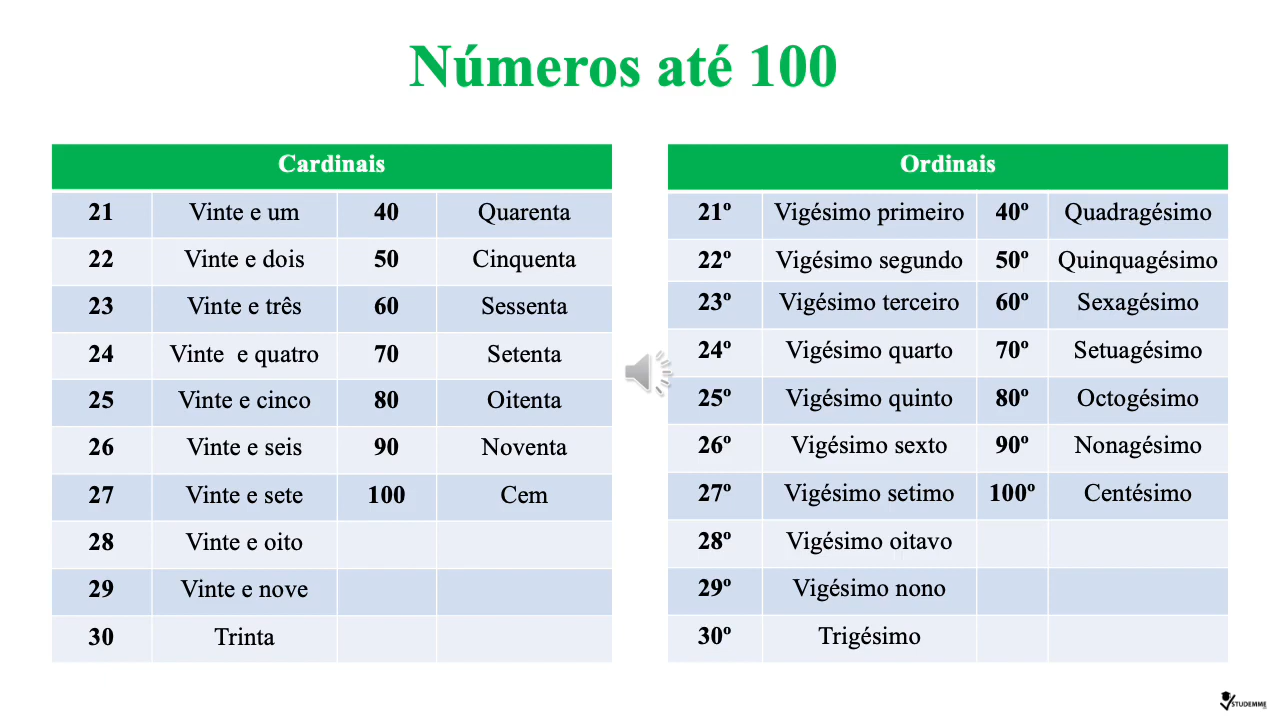 Números até 100
Cardinais
21 Vinte e um 40 Quarenta
22 Vinte e dois 50 Cinquenta
23 Vinte e três 60 Sessenta
24 Vinte  e quatro 70 Setenta
25 Vinte e cinco 80 Oitenta
26 Vinte e seis 90 Noventa
27 Vinte e sete 100 Cem
28 Vinte e oito
29 Vinte e nove
30 Trinta
Ordinais
21º Vigésimo primeiro 40º Quadragésimo
22º Vigésimo segundo 50º Quinquagésimo
23º Vigésimo terceiro 60º Sexagésimo
24º Vigésimo quarto 70º Setuagésimo
25º Vigésimo quinto 80º Octogésimo
26º Vigésimo sexto 90º Nonagésimo
27º Vigésimo setimo 100º Centésimo
28º Vigésimo oitavo
29º Vigésimo nono
30º Trigésimo
STUDEMME